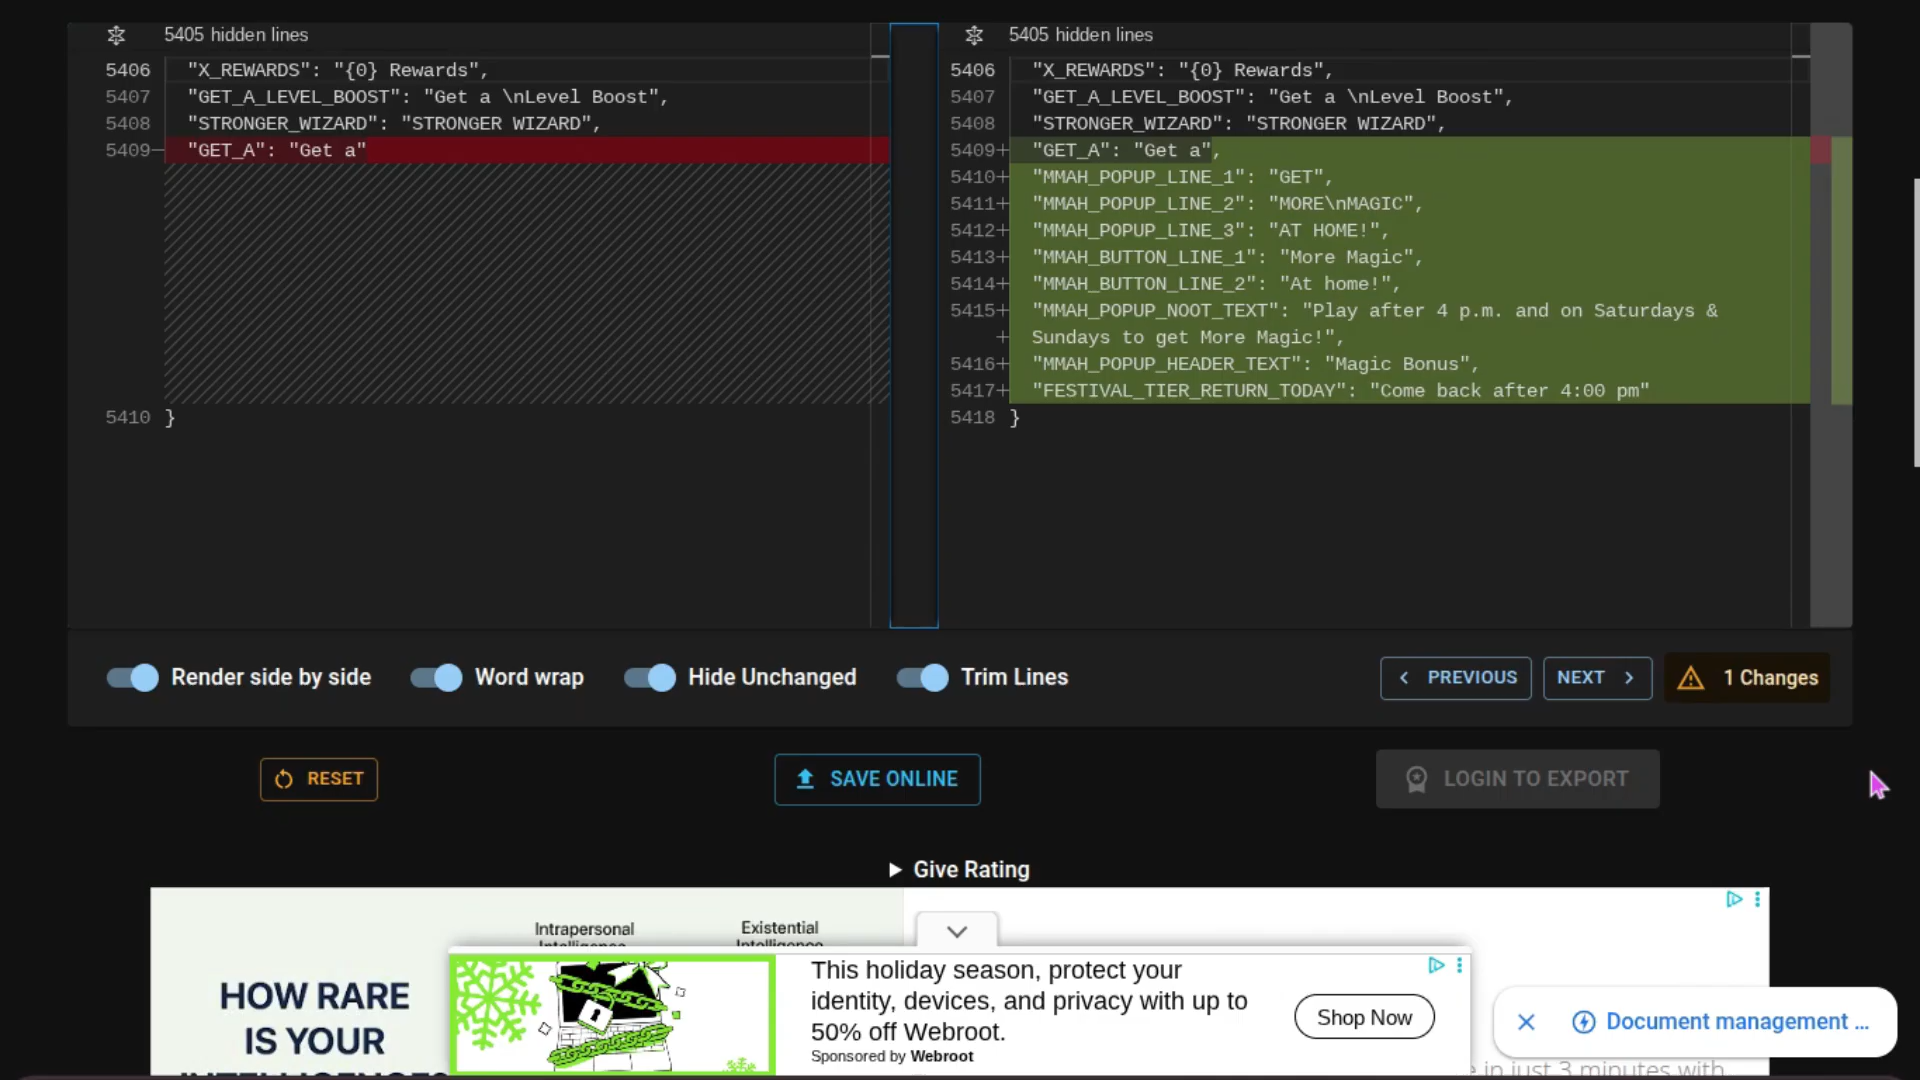 5405 hidden lines
5406 "X_REWARDS": "{0} Rewards",
5407 "GET_A_LEVEL_BOOST": "Get a \nLevel Boost",
5408 "STRONGER_WIZARD": "STRONGER WIZARD",
5409- "GET_A": "Get a"
5410 }
5405 hidden lines
5406 "X_REWARDS": "{0} Rewards",
5407 "GET_A_LEVEL_BOOST": "Get a \nLevel Boost",
5408 "STRONGER_WIZARD": "STRONGER WIZARD",
5409+ "GET_A": "Get a",
5410+ "MMAH_POPUP_LINE_1": "GET",
5411+ "MMAH_POPUP_LINE_2": "MORE\nMAGIC",
5412+ "MMAH_POPUP_LINE_3": "AT HOME!",
5413+ "MMAH_BUTTON_LINE_1": "More Magic",
5414+ "MMAH_BUTTON_LINE_2": "At home!",
5415+ "MMAH_POPUP_NOOT_TEXT": "Play after 4 p.m. and on Saturdays &
+ Sundays to get More Magic!",
5416+ "MMAH_POPUP_HEADER_TEXT": "Magic Bonus",
5417+ "FESTIVAL_TIER_RETURN_TODAY": "Come back after 4:00 pm"
5418 }
Render side by side
Word wrap
Hide Unchanged
Trim Lines
PREVIOUS
NEXT
1 Changes
RESET
SAVE ONLINE
LOGIN TO EXPORT
Give Rating
Intrapersonal
Intelligence
Existential
Intelligence
HOW RARE
IS YOUR
This holiday season, protect your
identity, devices, and privacy with up to
50% off Webroot.
Sponsored by Webroot
Shop Now
Document management ...
in just 3 minutes with